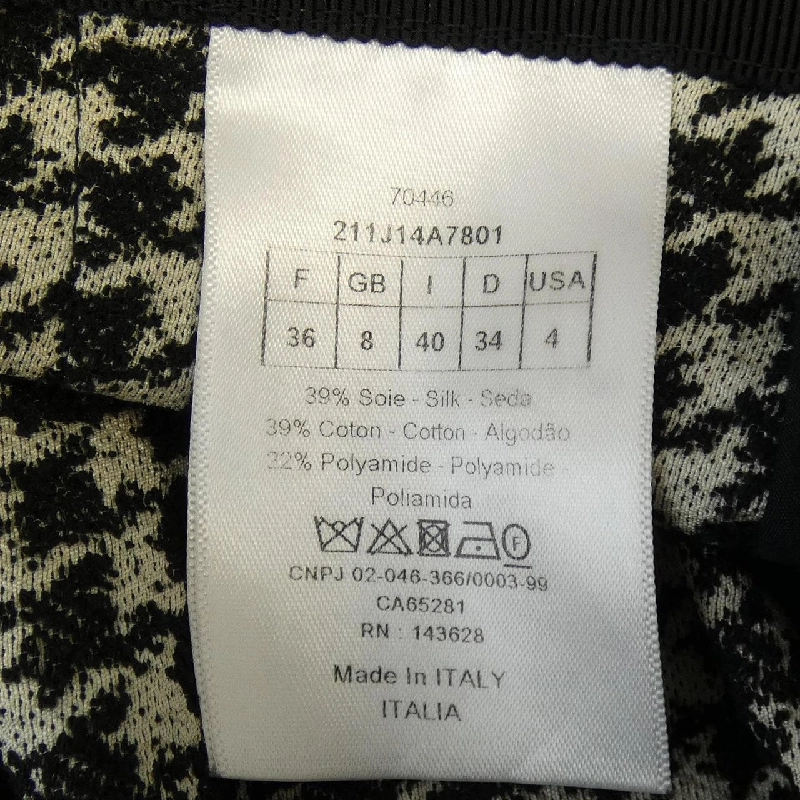 70446
211J14A7801
F GB I D USA
36 8 40 34 4
39% Soie - Silk - Seda
39% Coton - Cotton - Algodão
22% Polyamide - Polyamide -
Poliamida
F
CNPJ 02-046-366/0003-99
CA65281
RN : 143628
Made In ITALY
ITALIA